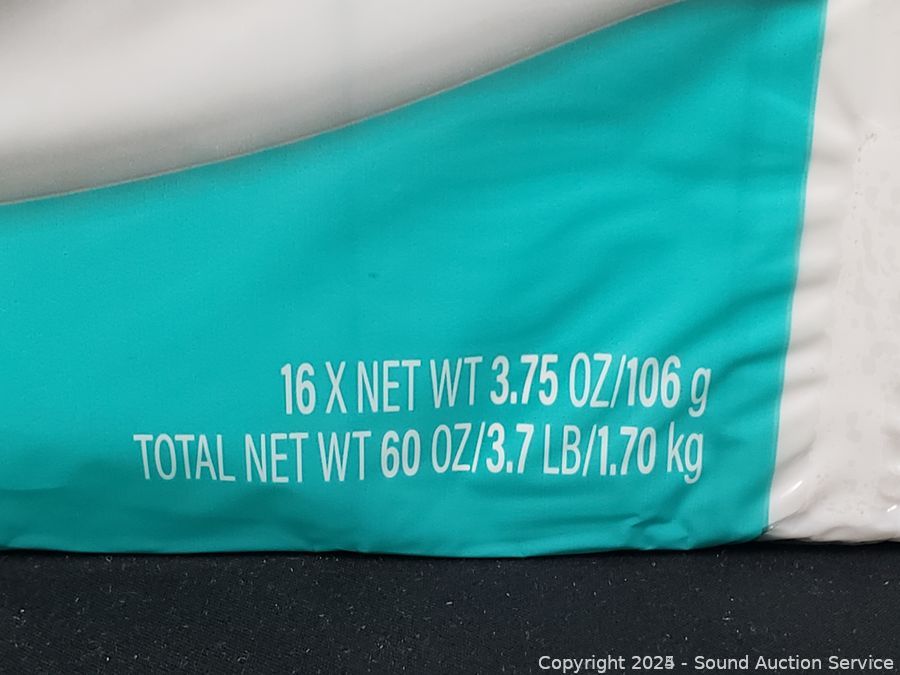 16 X NET WT 3.75 OZ/106 g
TOTAL NET WT 60 OZ/3.7 LB/1.70 kg
Copyright - Sound Auction Service